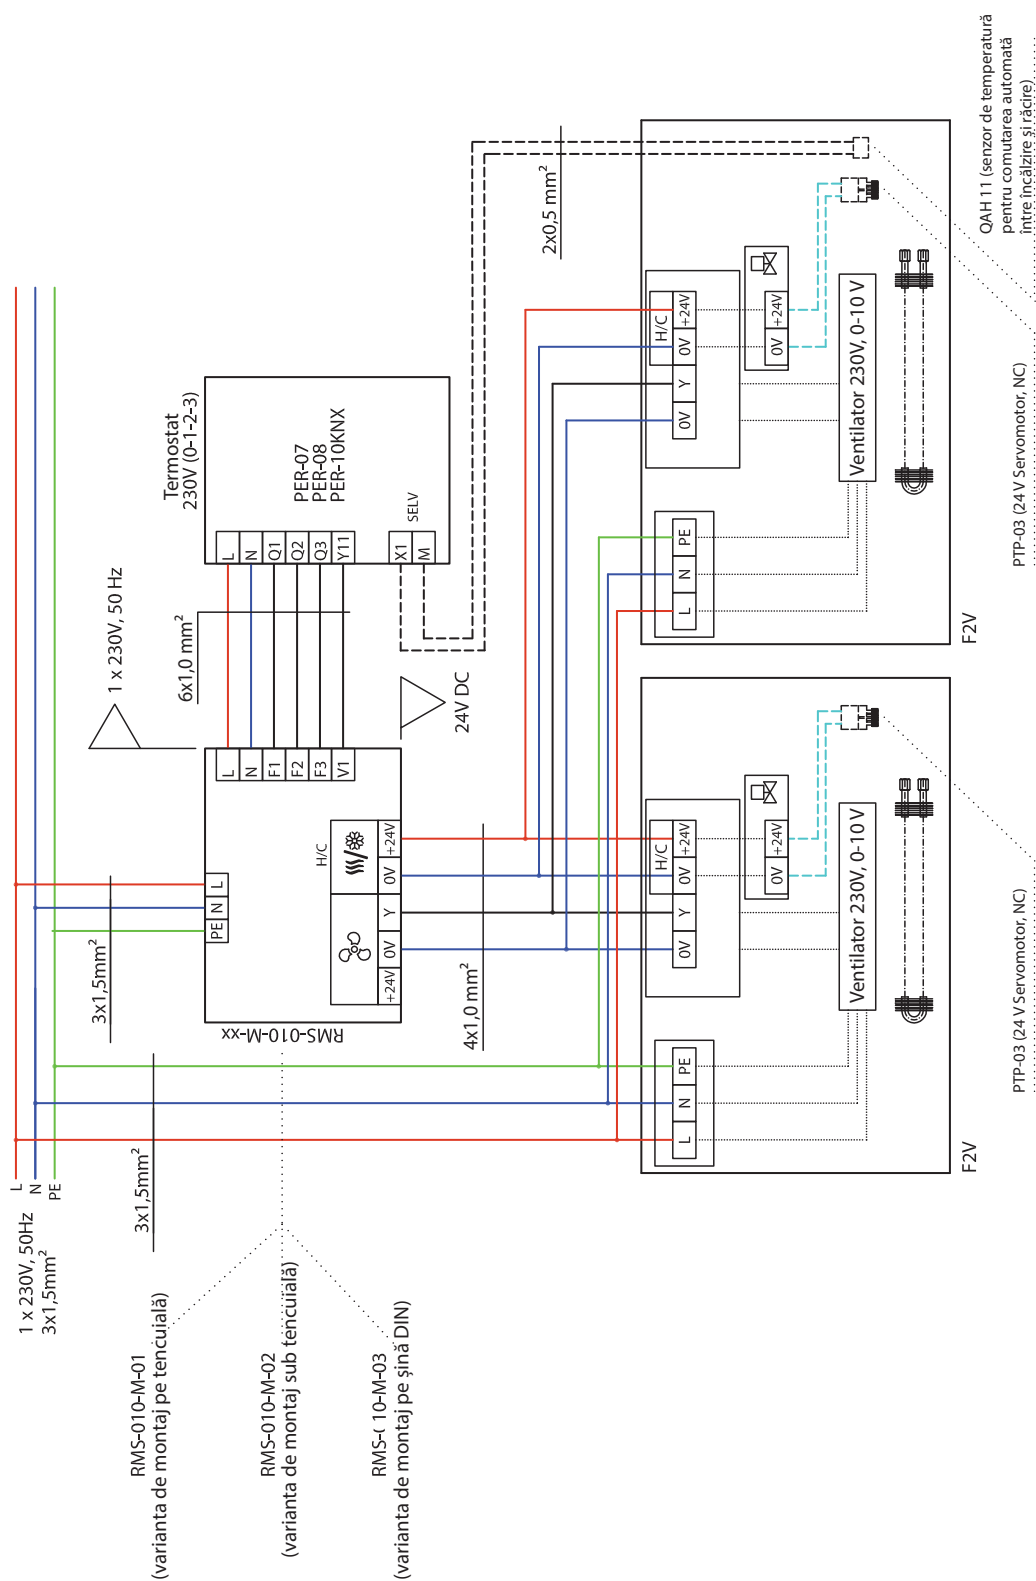 L
N
PE
1 x 230V, 50Hz
3x1,5mm²
3x1,5mm²
3x1,5mm²
RMS-010-M-01
(varianta de montaj pe tencuială)
RMS-010-M-02
(varianta de montaj sub tencuială)
10-M-03
(varianta de montaj pe șină DIN)
RMS-010-M-xx
PE
N
L
1 x 230V, 50 Hz
L
N
F1
F2
F3
V1
H/C
+24V
0V
Y
0V
+24V
24V DC
6x1,0 mm²
4x1,0 mm²
Termostat
230V (0-1-2-3)
PER-07
PER-08
PER-10KNX
L
N
Q1
Q2
Q3
Y11
X1
M
SELV
2x0,5 mm²
L
N
PE
0V
Y
0V
+24V
H/C
0V
+24V
Ventilator 230V, 0-10 V
F2V
PTP-03 (24 V Servomotor, NC)
L
N
PE
0V
Y
0V
+24V
H/C
0V
+24V
Ventilator 230V, 0-10 V
F2V
PTP-03 (24 V Servomotor, NC)
QAH 11 (senzor de temperatură
pentru comutarea automată
între încălzire și răcire)